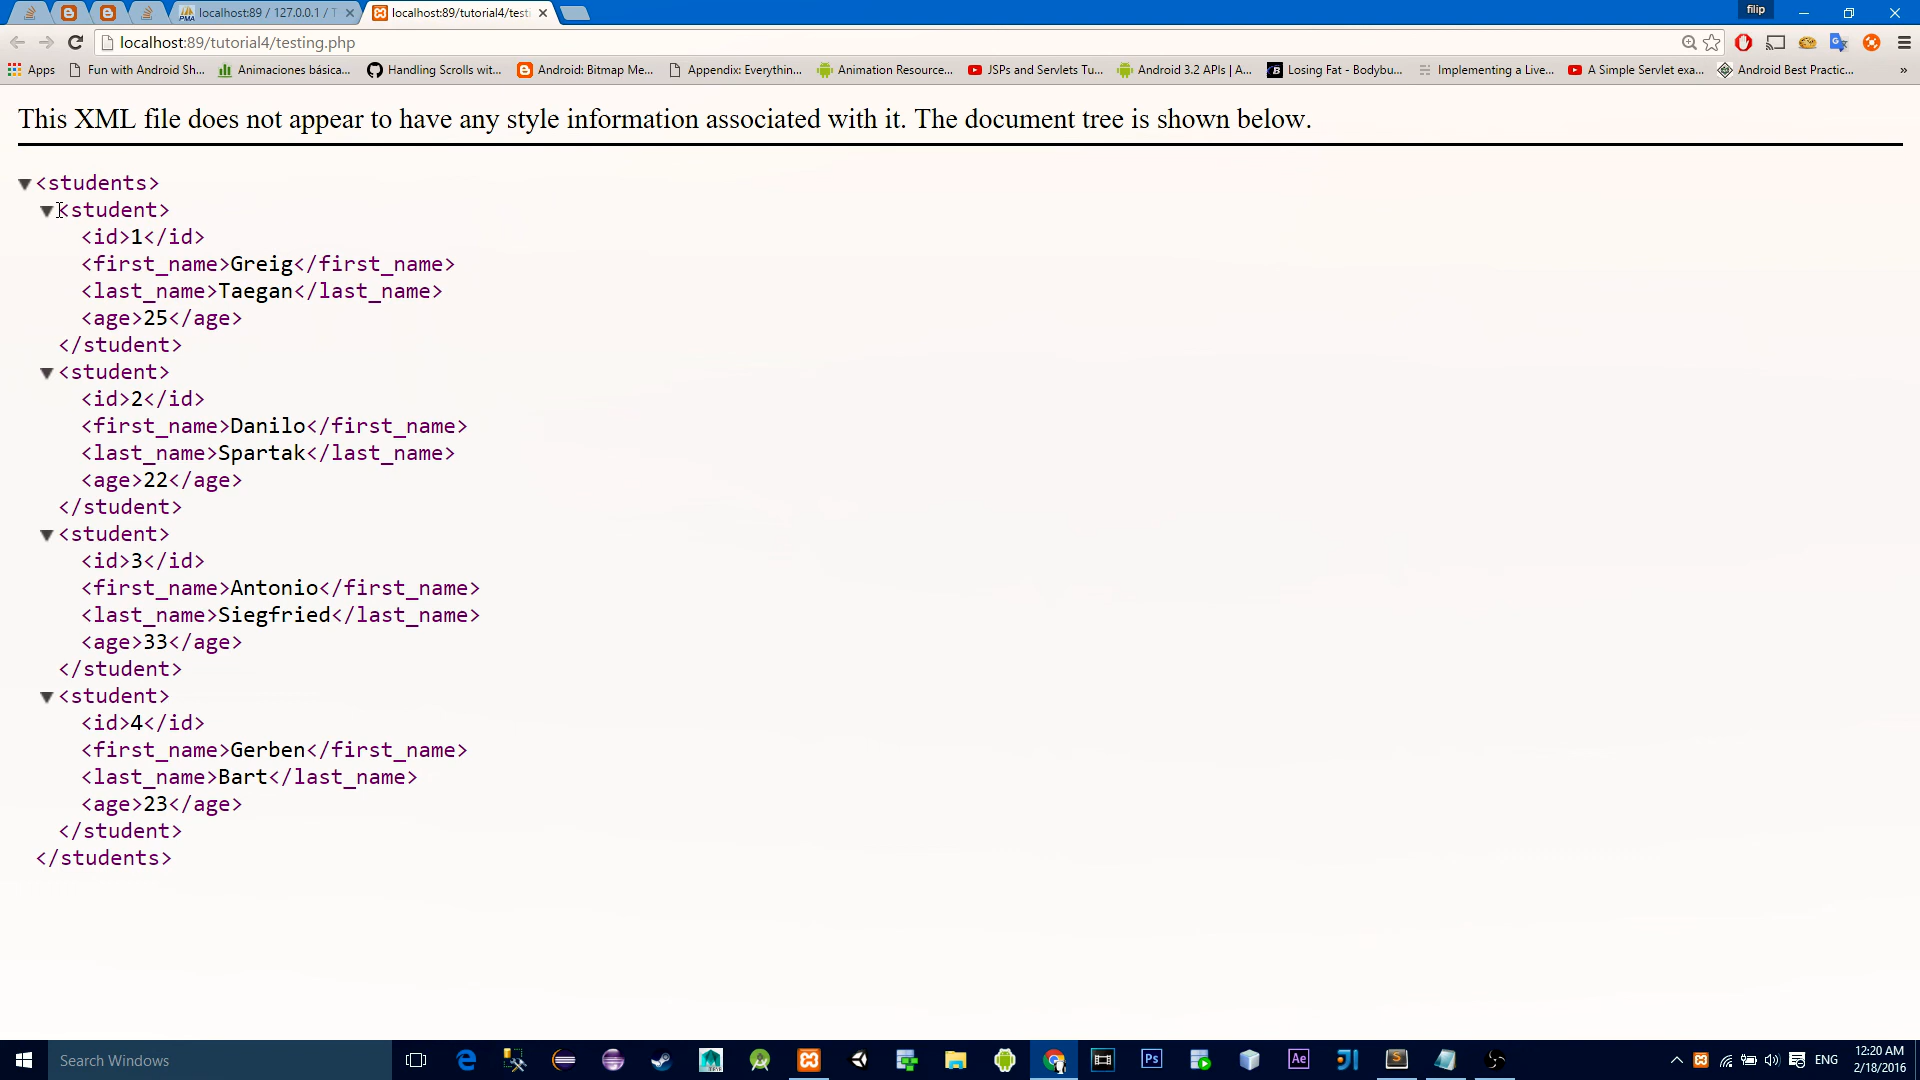 localhost:89 / 127.0.0.1 / T
localhost:89/tutorial4/testi
filip
localhost:89/tutorial4/testing.php
Apps
Fun with Android Sh...
Animaciones básica...
Handling Scrolls wit...
Android: Bitmap Me...
Appendix: Everythin...
Animation Resource...
JSPs and Servlets Tu...
Android 3.2 APIs | A...
Losing Fat - Bodybu...
Implementing a Live...
A Simple Servlet exa...
Android Best Practic...
»
This XML file does not appear to have any style information associated with it. The document tree is shown below.
<students>
<student>
<id>1</id>
<first_name>Greig</first_name>
<last_name>Taegan</last_name>
<age>25</age>
</student>
<student>
<id>2</id>
<first_name>Danilo</first_name>
<last_name>Spartak</last_name>
<age>22</age>
</student>
<student>
<id>3</id>
<first_name>Antonio</first_name>
<last_name>Siegfried</last_name>
<age>33</age>
</student>
<student>
<id>4</id>
<first_name>Gerben</first_name>
<last_name>Bart</last_name>
<age>23</age>
</student>
</students>
Search Windows
Ps
Ae
ENG
12:20 AM
2/18/2016